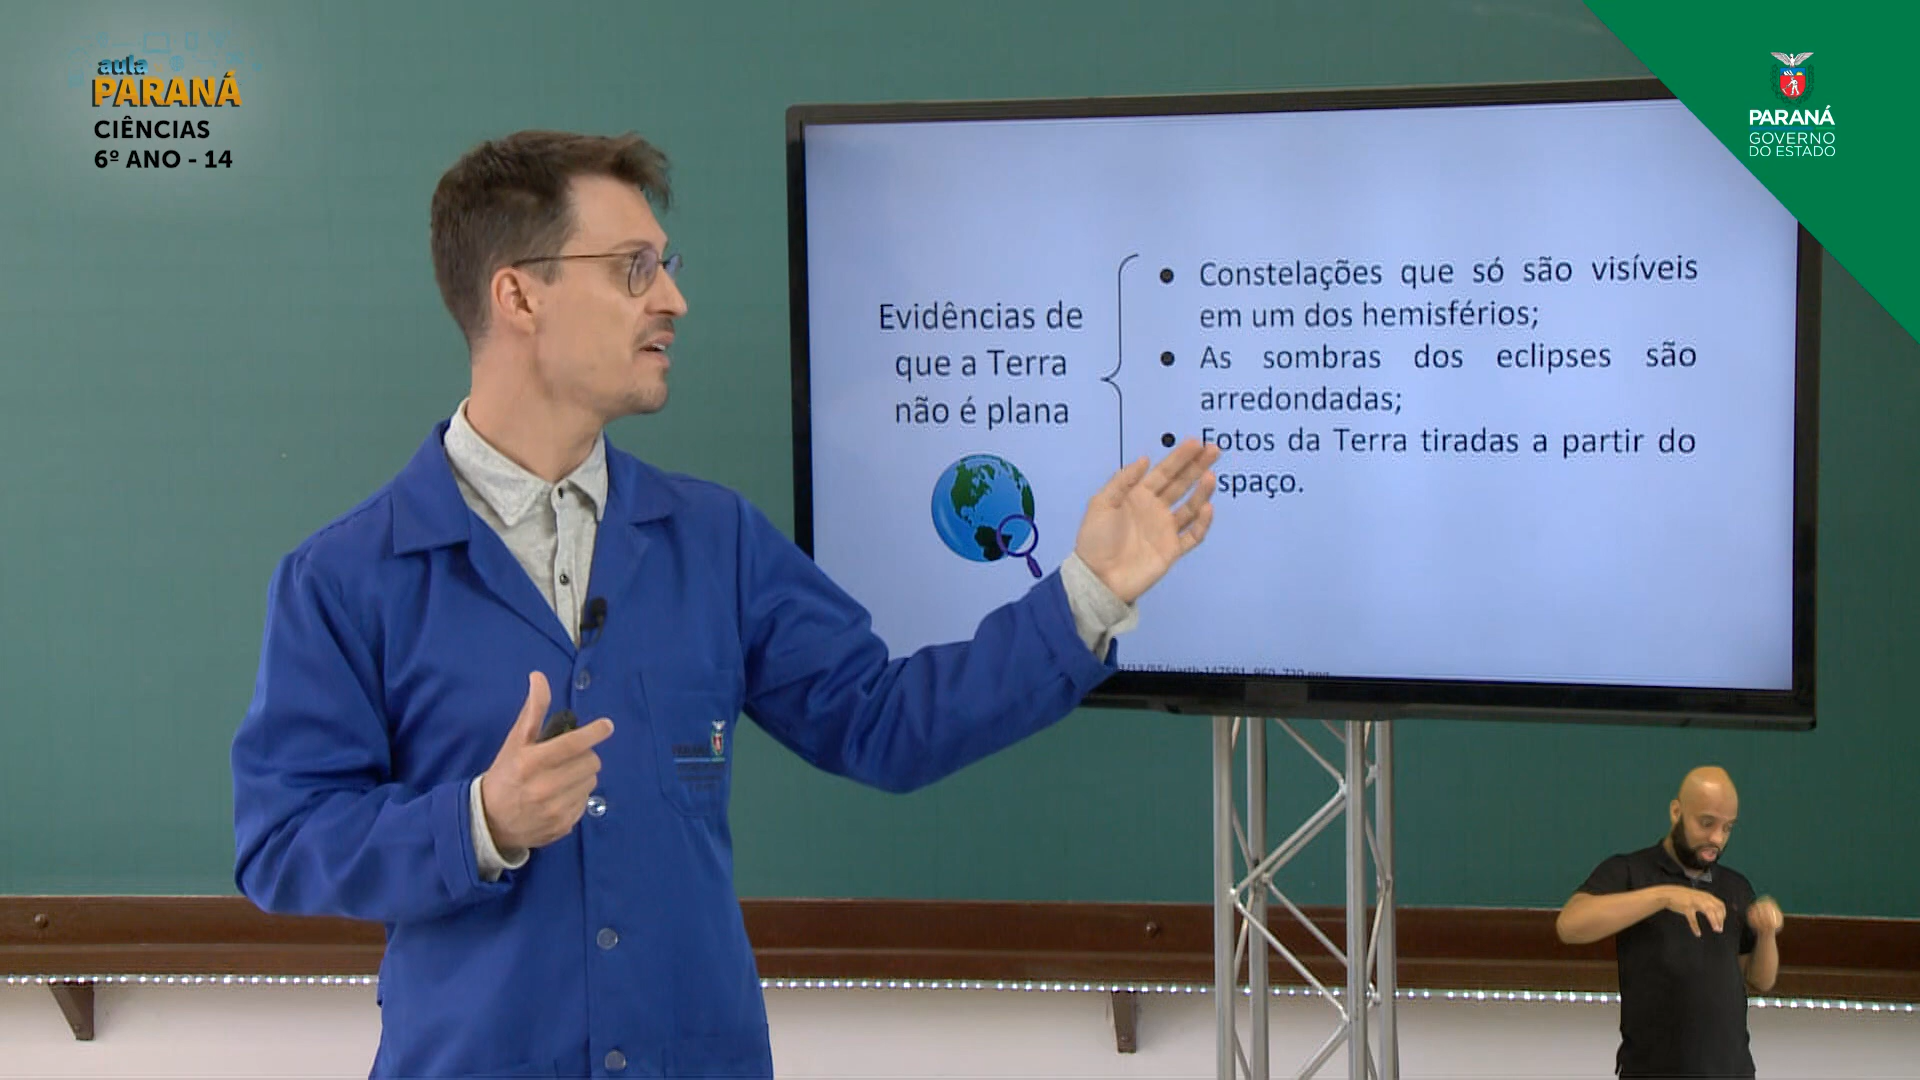 aula
PARANÁ
CIÊNCIAS
6º ANO - 14
PARANÁ
GOVERNO
DO ESTADO
Evidências de
que a Terra
não é plana
Constelações que só são visíveis
em um dos hemisférios;
As sombras dos eclipses são
arredondadas;
Fotos da Terra tiradas a partir do
spaço.